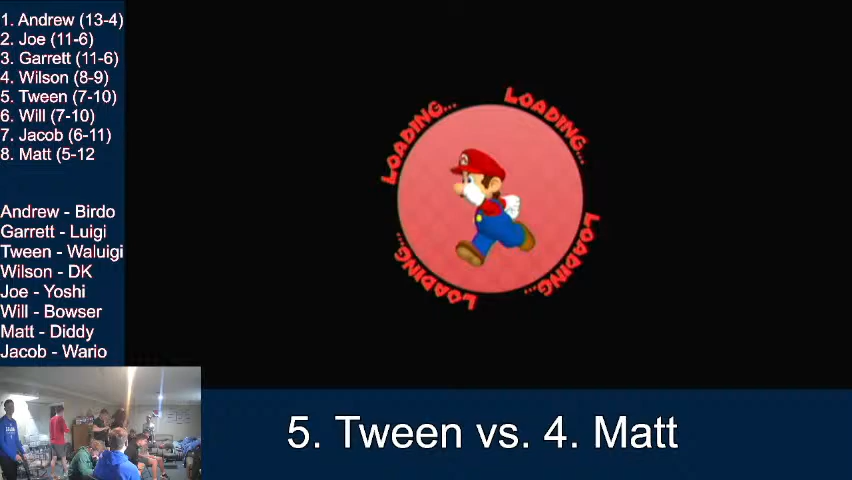 1. Andrew (13-4)
2. Joe (11-6)
3. Garrett (11-6)
4. Wilson (8-9)
5. Tween (7-10)
6. Will (7-10)
7. Jacob (6-11)
8. Matt (5-12
Andrew - Birdo
Garrett - Luigi
Tween - Waluigi
Wilson - DK
Joe - Yoshi
Will - Bowser
Matt - Diddy
Jacob - Wario
LOADING...
LOADING...
LOADING...
LOADING...
5. Tween vs. 4. Matt